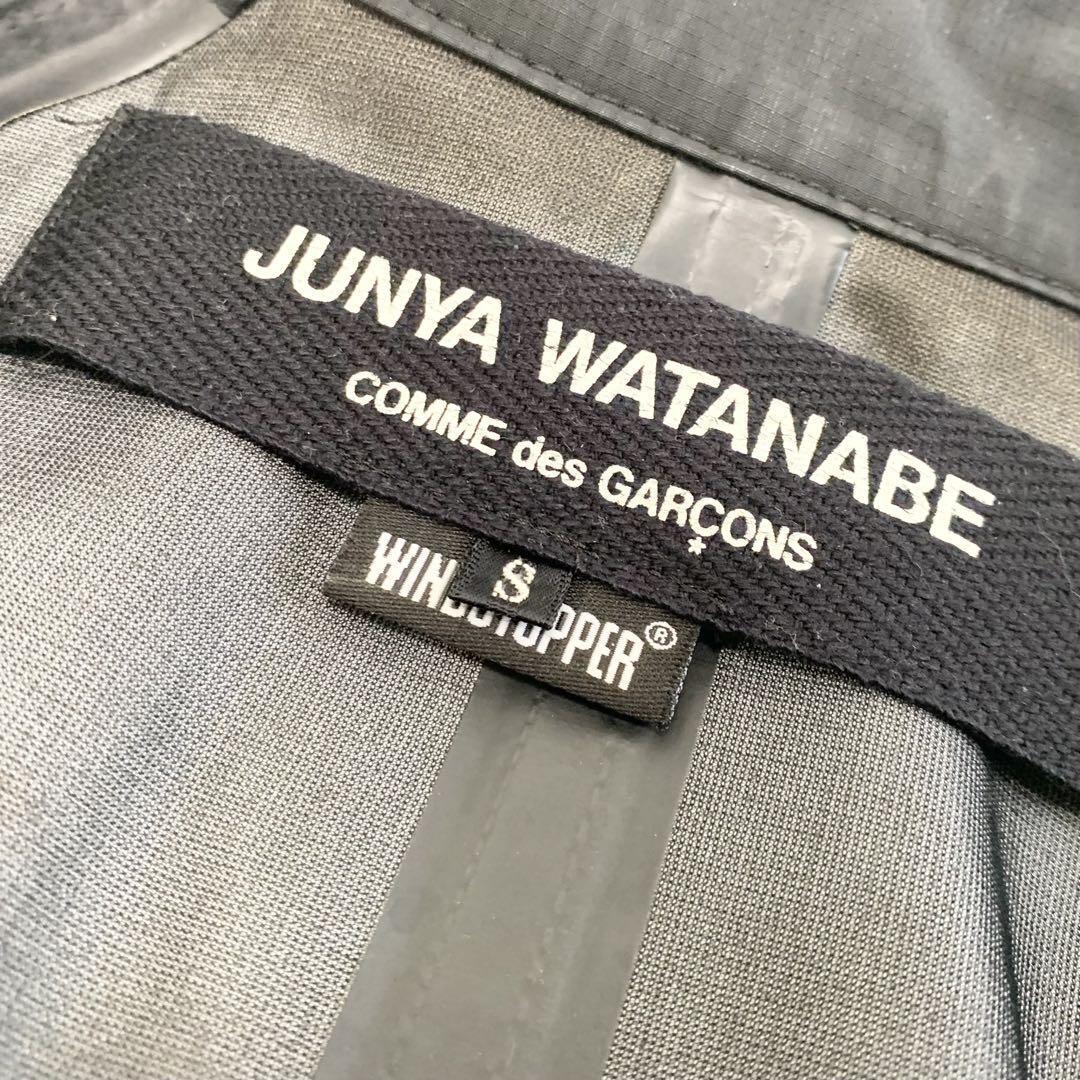 JUNYA WATANABE
COMME des GARÇONS
*
S
WINDSTOPPER®